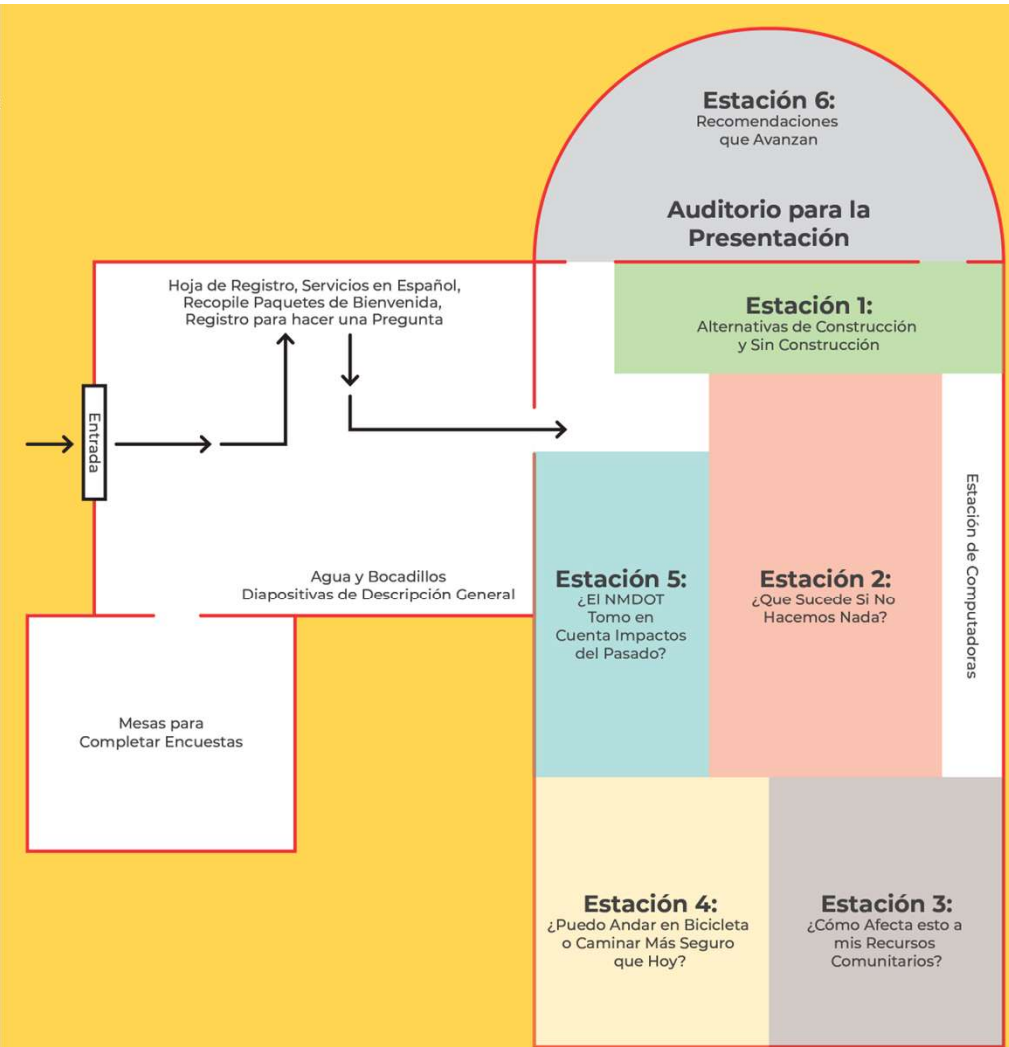 Estación 6:
Recomendaciones
que Avanzan
Auditorio para la
Presentación
Hoja de Registro, Servicios en Español,
Recopile Paquetes de Bienvenida,
Registro para hacer una Pregunta
Estación 1:
Alternativas de Construcción
y Sin Construcción
Entrada
Estación de Computadoras
Agua y Bocadillos
Diapositivas de Descripción General
Estación 5:
¿El NMDOT
Tomo en
Cuenta Impactos
del Pasado?
Estación 2:
¿Que Sucede Si No
Hacemos Nada?
Mesas para
Completar Encuestas
Estación 4:
¿Puedo Andar en Bicicleta
o Caminar Más Seguro
que Hoy?
Estación 3:
¿Cómo Afecta esto a
mis Recursos
Comunitarios?